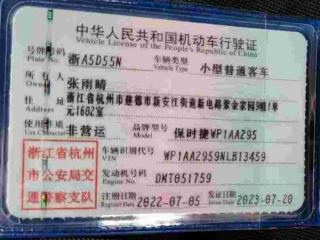 中华人民共和国机动车行驶证
Vehicle License of the People's Republic of China
号牌号码 浙A5D55N 车辆类型 小型普通客车
Plate No. Vehicle Type
所有人 张雨晴
Owner
住址 浙江省杭州市建德市新安江街道新电路紫金家园9幢1单
Address 元1602室
使用性质 非营运 品牌型号 保时捷WP1AA295
Use Character Model
浙江省杭州 车辆识别代号 WP1AA2959NLB13459
VIN
市公安局交 发动机号码 DMT051759
Engine No.
通警察支队 注册日期 2022-07-05 发证日期 2023-07-20
Register Date Issue Date